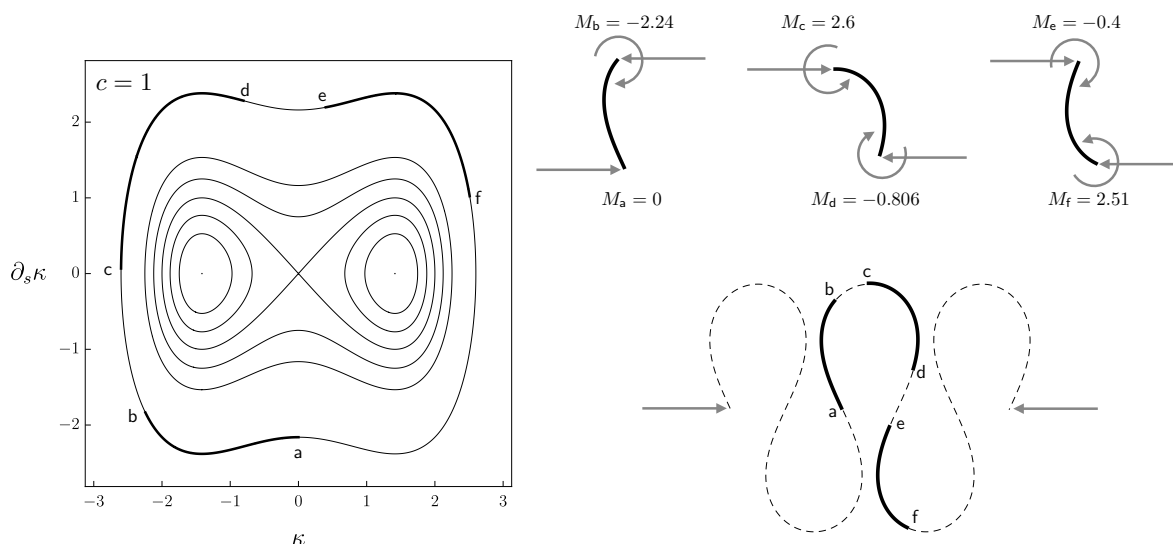 c = 1
∂ₛκ
2
1
0
−1
−2
−3
−2
−1
0
1
2
3
κ
d
e
f
c
b
a
M_b = −2.24
M_c = 2.6
M_e = −0.4
M_a = 0
M_d = −0.806
M_f = 2.51
c
b
d
a
e
f